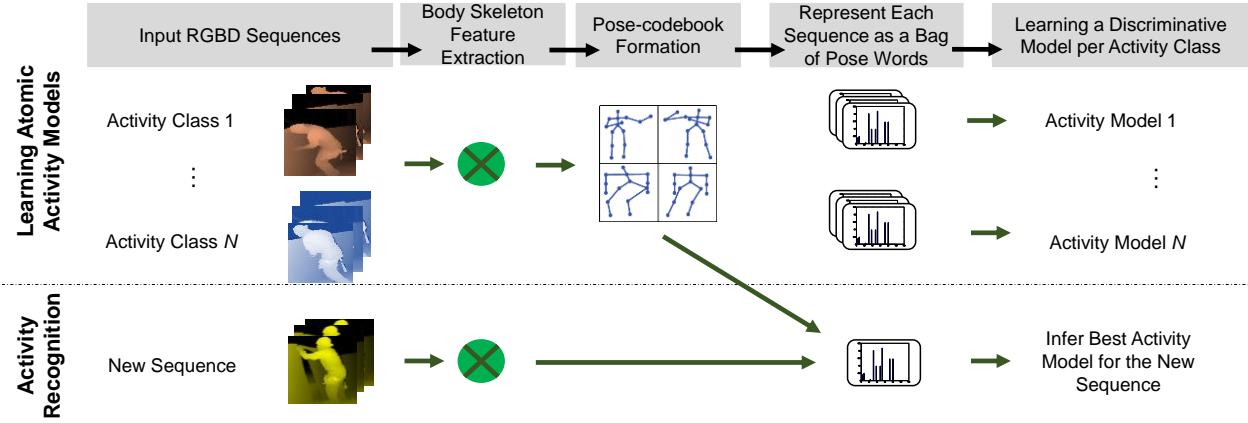 Input RGBD Sequences
Body Skeleton
Feature
Extraction
Pose-codebook
Formation
Represent Each
Sequence as a Bag
of Pose Words
Learning a Discriminative
Model per Activity Class
Learning Atomic
Activity Models
Activity Class 1
Activity Model 1
⋮
⋮
Activity Class N
Activity Model N
Activity
Recognition
New Sequence
Infer Best Activity
Model for the New
Sequence